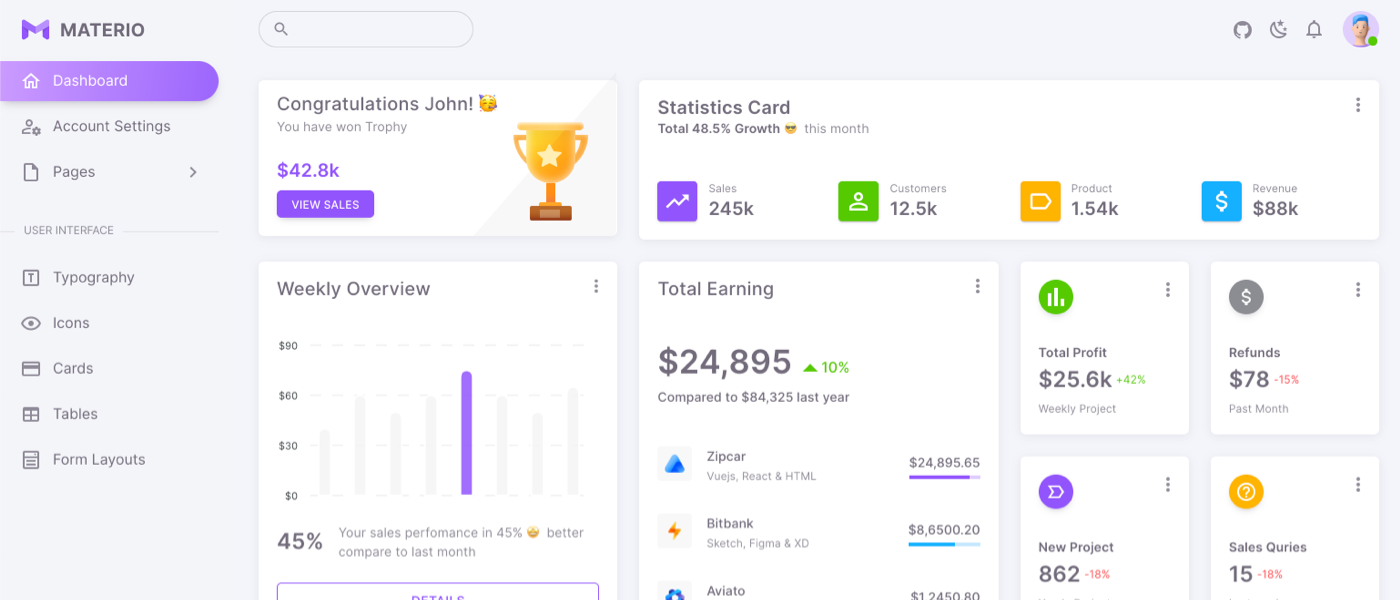 MATERIO
Dashboard
Account Settings
Pages
USER INTERFACE
Typography
Icons
Cards
Tables
Form Layouts
Congratulations John! 🥳
You have won Trophy
$42.8k
VIEW SALES
Statistics Card
Total 48.5% Growth 😎 this month
Sales
245k
Customers
12.5k
Product
1.54k
Revenue
$88k
Weekly Overview
$90
$60
$30
$0
45%
Your sales perfomance in 45% 🤩 better
compare to last month
DETAILS
Total Earning
$24,895
10%
Compared to $84,325 last year
Zipcar
Vuejs, React & HTML
$24,895.65
Bitbank
Sketch, Figma & XD
$8,6500.20
Aviato
$1,2450.80
Total Profit
$25.6k +42%
Weekly Project
Refunds
$78 -15%
Past Month
New Project
862 -18%
Sales Quries
15 -18%